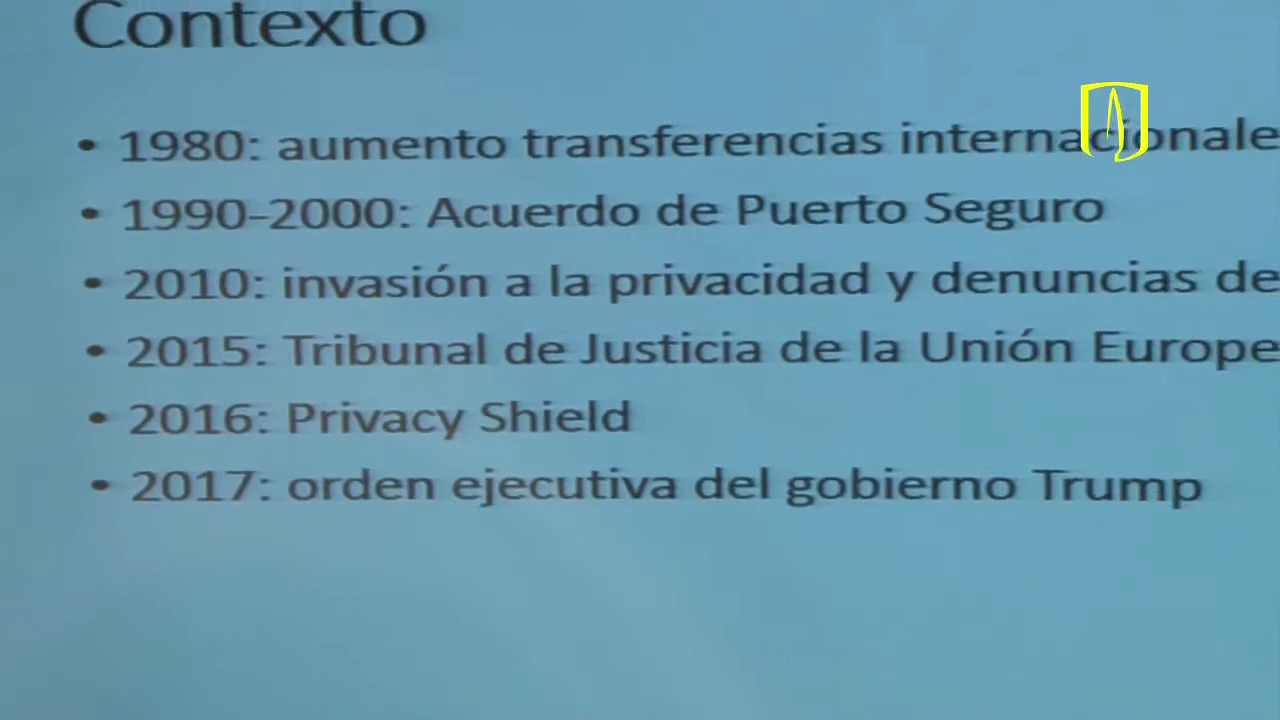 Contexto
• 1980: aumento transferencias internacionale
• 1990-2000: Acuerdo de Puerto Seguro
• 2010: invasión a la privacidad y denuncias de
• 2015: Tribunal de Justicia de la Unión Europe
• 2016: Privacy Shield
• 2017: orden ejecutiva del gobierno Trump